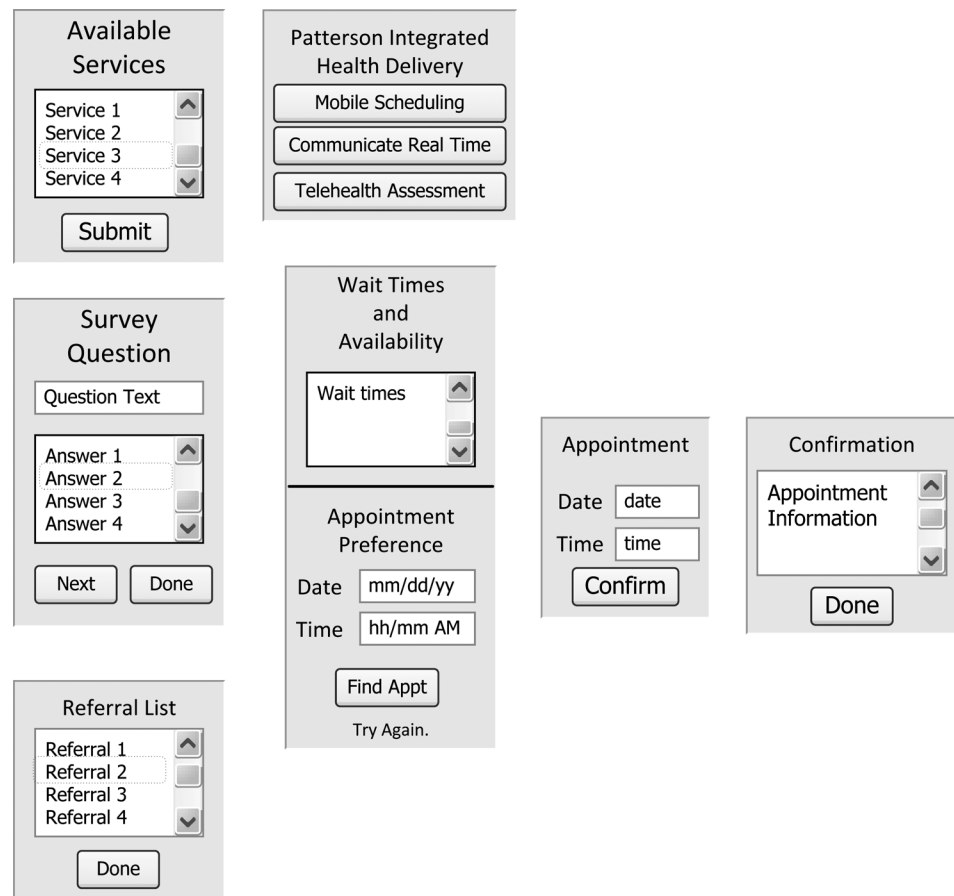 Available
Services
Service 1
Service 2
Service 3
Service 4
Submit
Patterson Integrated
Health Delivery
Mobile Scheduling
Communicate Real Time
Telehealth Assessment
Survey
Question
Question Text
Answer 1
Answer 2
Answer 3
Answer 4
Next Done
Wait Times
and
Availability
Wait times
Appointment
Preference
Date mm/dd/yy
Time hh/mm AM
Find Appt
Try Again.
Appointment
Date date
Time time
Confirm
Confirmation
Appointment
Information
Done
Referral List
Referral 1
Referral 2
Referral 3
Referral 4
Done